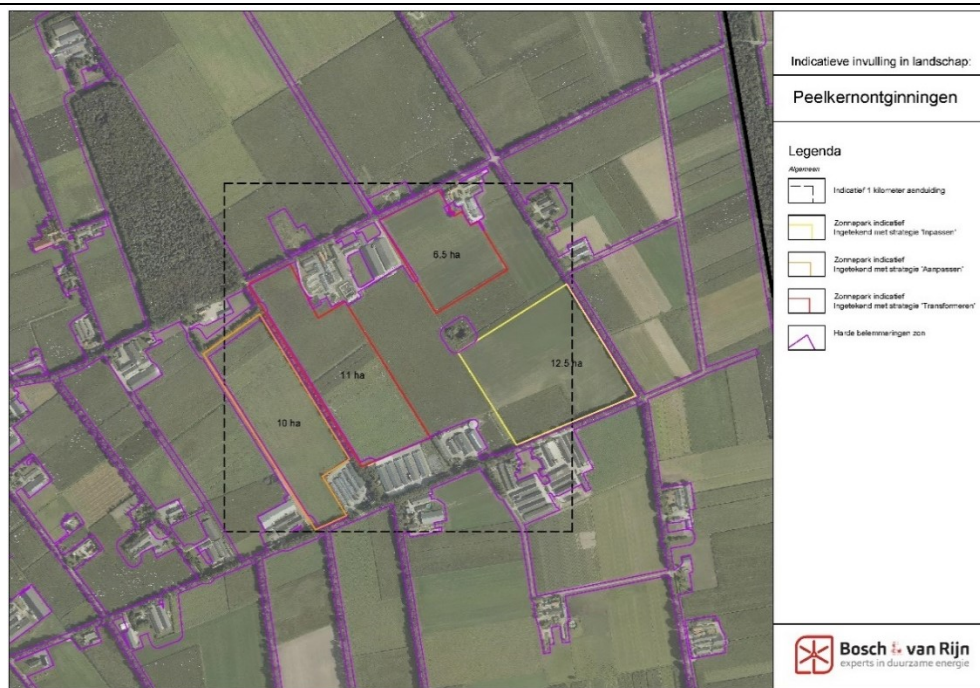 Indicatieve invulling in landschap:
Peelkernontginningen
Legenda
Algemeen
Indicatief 1 kilometer aanduiding
Zonnepark indicatief
Ingetekend met strategie 'Inpassen'
Zonnepark indicatief
Ingetekend met strategie 'Aanpassen'
Zonnepark indicatief
Ingetekend met strategie 'Transformeren'
Harde belemmeringen zon
6.5 ha
12.5 ha
11 ha
10 ha
Bosch & van Rijn
experts in duurzame energie